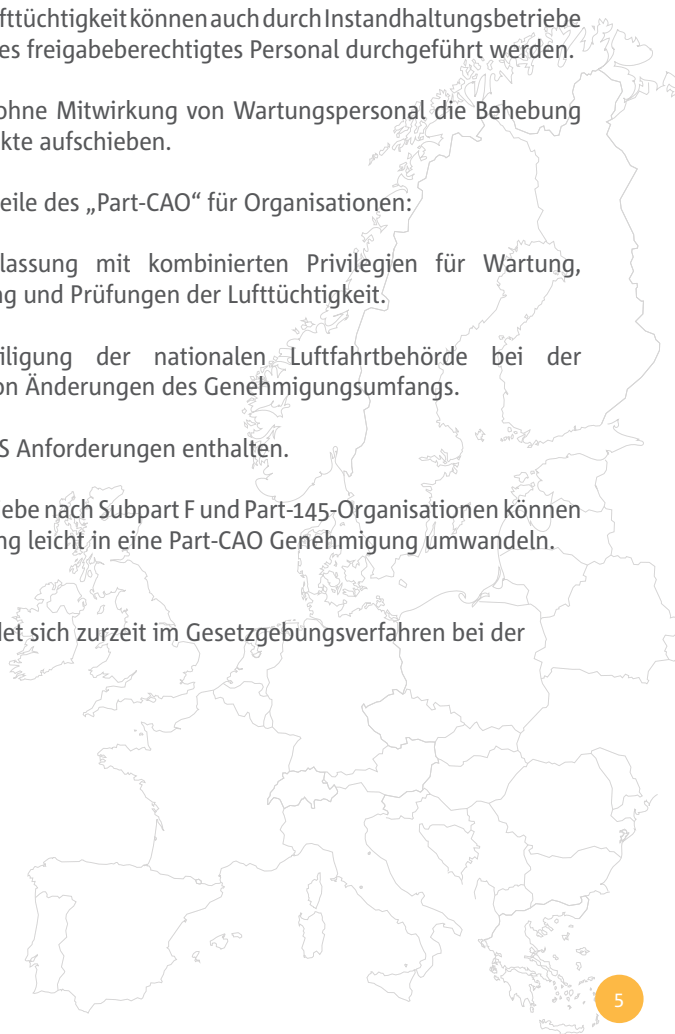 fttüchtigkeit können auch durch Instandhaltungsbetriebe
es freigabeberechtigtes Personal durchgeführt werden.
ohne Mitwirkung von Wartungspersonal die Behebung
kte aufschieben.
eile des „Part-CAO“ für Organisationen:
lassung mit kombinierten Privilegien für Wartung,
ng und Prüfungen der Lufttüchtigkeit.
iligung der nationalen Luftfahrtbehörde bei der
on Änderungen des Genehmigungsumfangs.
S Anforderungen enthalten.
iebe nach Subpart F und Part-145-Organisationen können
ng leicht in eine Part-CAO Genehmigung umwandeln.
det sich zurzeit im Gesetzgebungsverfahren bei der
5